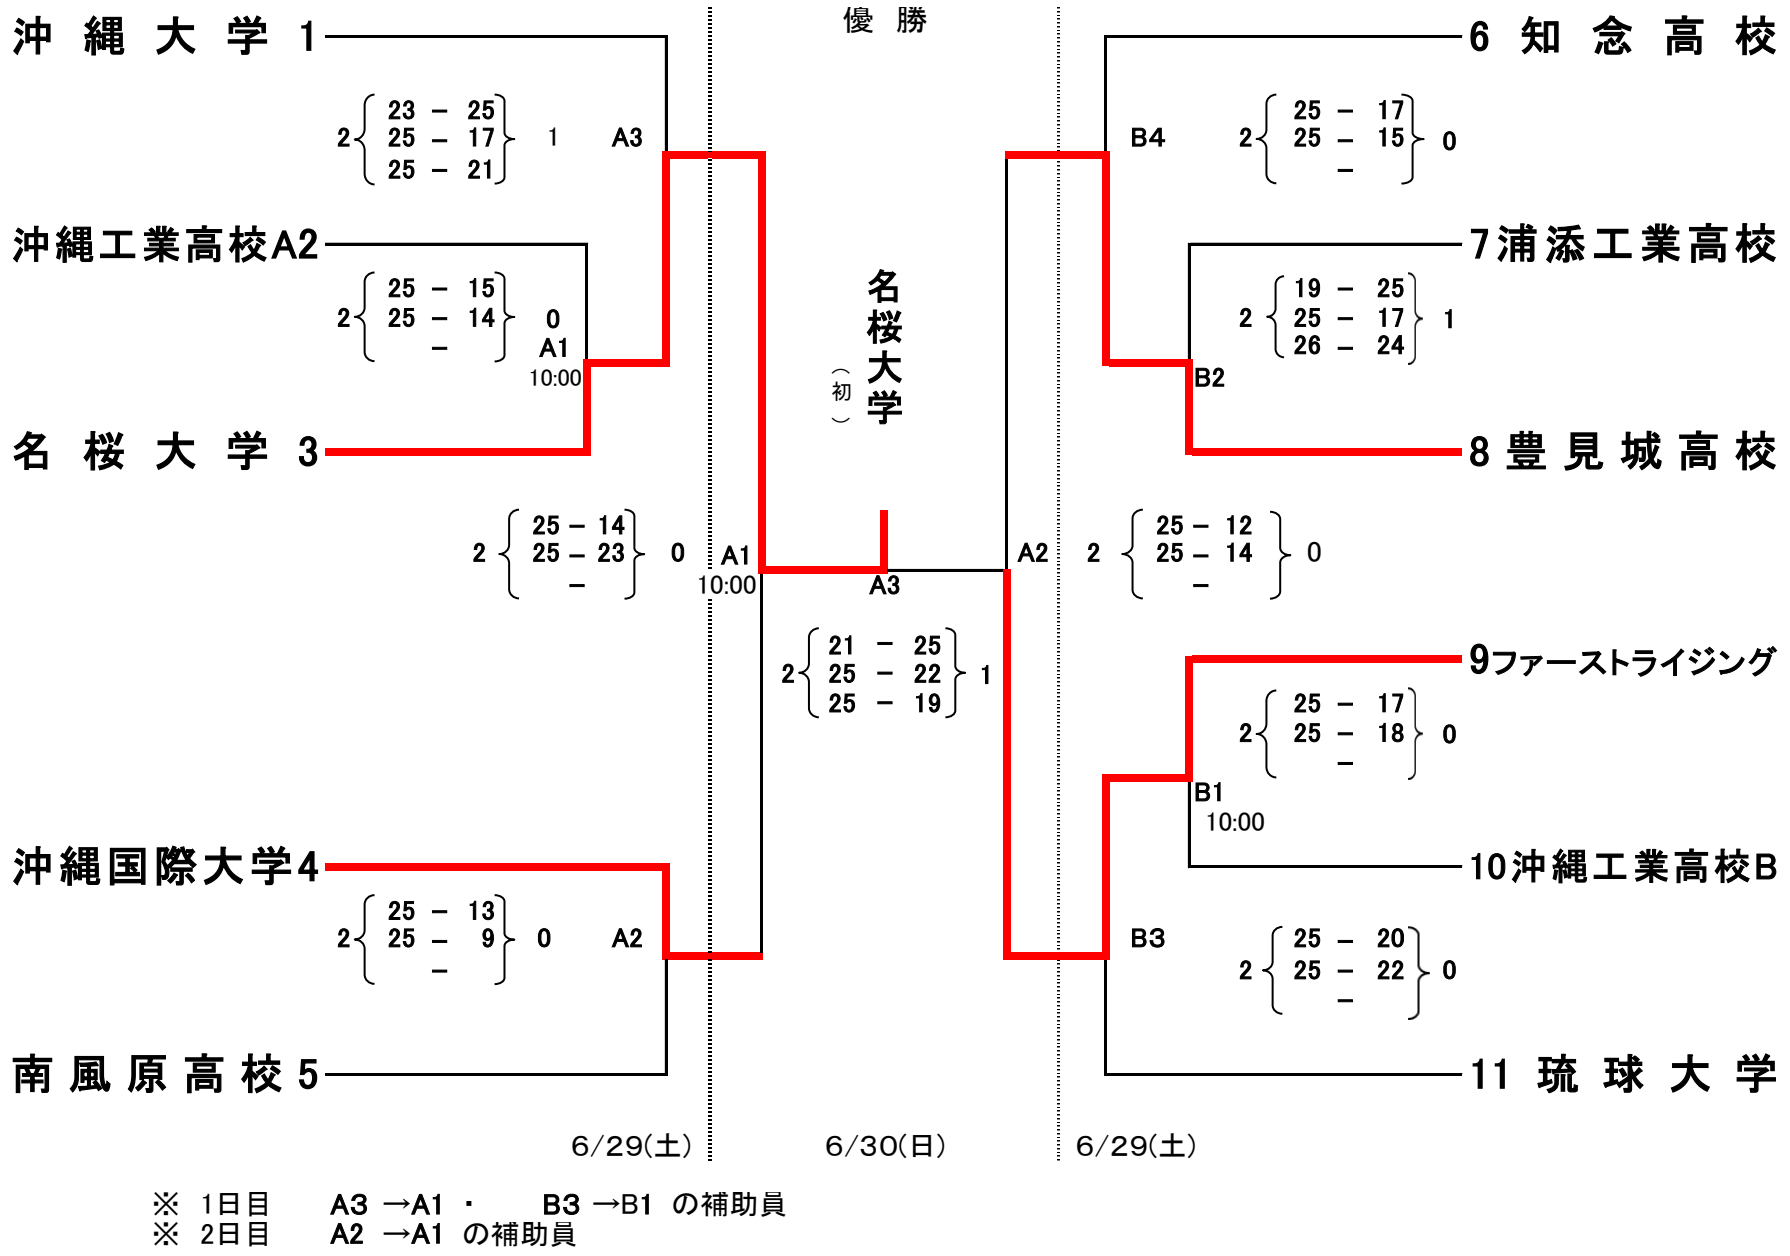 優 勝
沖縄大学 1
6 知念高校
2 23 － 25 1 A3
25 － 17
25 － 21
B4 2 25 － 17 0
25 － 15
－
沖縄工業高校A2
7浦添工業高校
2 25 － 15 0
25 － 14
－
A1
10:00
2 19 － 25 1
25 － 17
26 － 24
B2
名桜大学
（初）
名桜大学 3
8 豊見城高校
2 25 － 14 0
25 － 23
－
A1
10:00
A3
A2 2 25 － 12 0
25 － 14
－
2 21 － 25 1
25 － 22
25 － 19
9ファーストライジング
2 25 － 17 0
25 － 18
－
B1
10:00
沖縄国際大学4
10沖縄工業高校B
2 25 － 13 0 A2
25 － 9
－
B3 2 25 － 20 0
25 － 22
－
南風原高校 5
11 琉球大学
6/29(土) 6/30(日) 6/29(土)
※ 1日目 A3 →A1 ・ B3 →B1 の補助員
※ 2日目 A2 →A1 の補助員